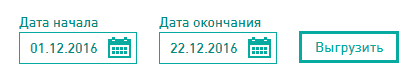 Дата начала Дата окончания
01.12.2016 22.12.2016 Выгрузить